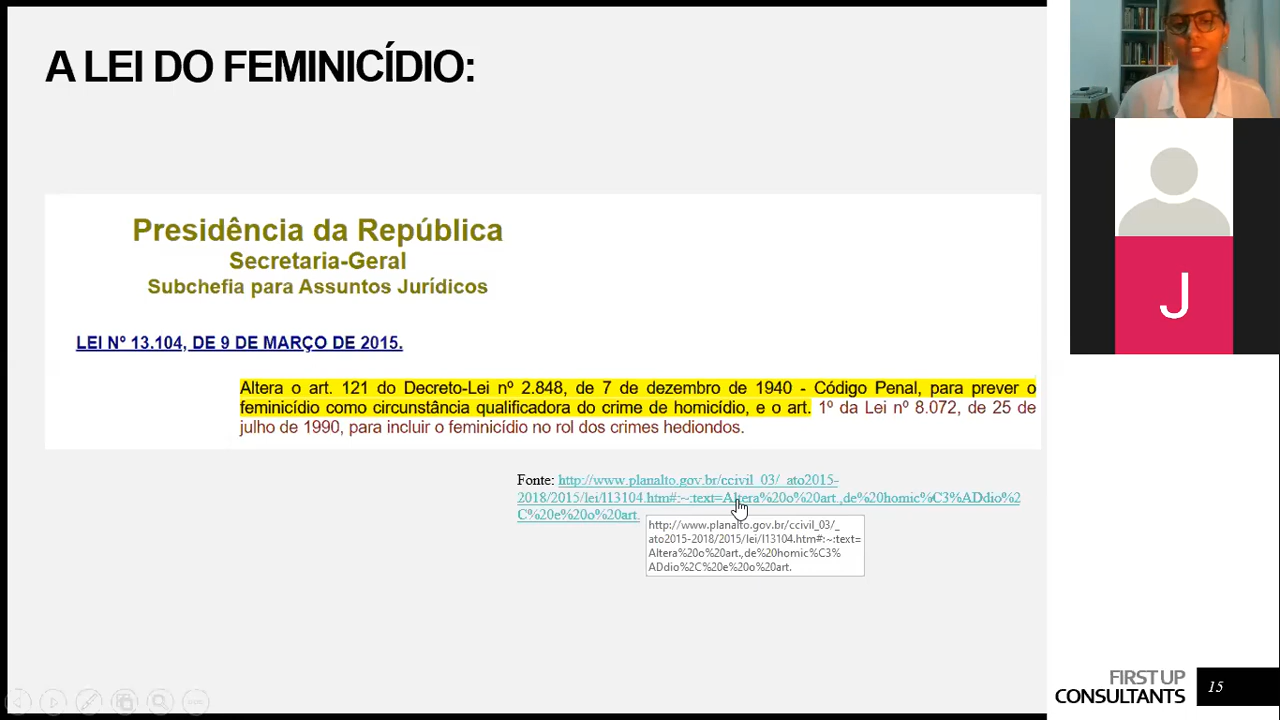 A LEI DO FEMINICÍDIO:
Presidência da República
Secretaria-Geral
Subchefia para Assuntos Jurídicos
LEI Nº 13.104, DE 9 DE MARÇO DE 2015.
Altera o art. 121 do Decreto-Lei nº 2.848, de 7 de dezembro de 1940 - Código Penal, para prever o
feminicídio como circunstância qualificadora do crime de homicídio, e o art. 1º da Lei nº 8.072, de 25 de
julho de 1990, para incluir o feminicídio no rol dos crimes hediondos.
Fonte: http://www.planalto.gov.br/ccivil_03/_ato2015-
2018/2015/lei/l13104.htm#:~:text=Altera%20o%20art.,de%20homic%C3%ADdio%2
C%20e%20o%20art.
http://www.planalto.gov.br/ccivil_03/_
ato2015-2018/2015/lei/l13104.htm#:~:text=
Altera%20o%20art.,de%20homic%C3%
ADdio%2C%20e%20o%20art.
J
FIRST UP
CONSULTANTS
15